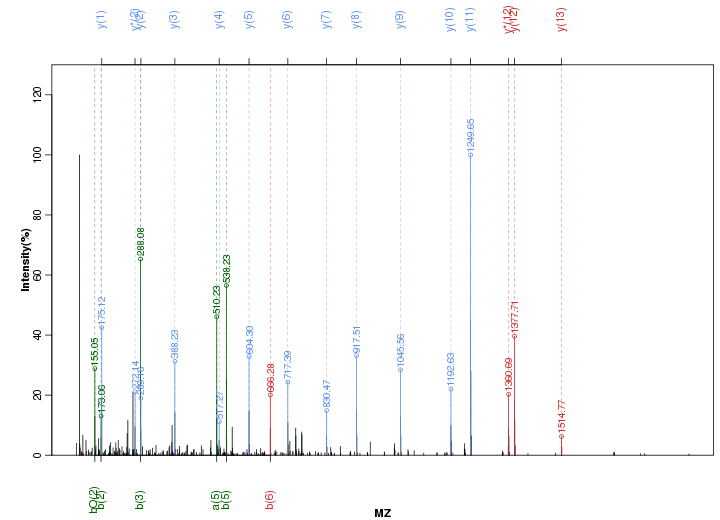 y(1)
y(2)
y(3)
y(4)
y(5)
y(6)
y(7)
y(8)
y(9)
y(10)
y(11)
y*(12)
y(12)
y(13)
Intensity(%)
0
20
40
60
80
100
120
155.05
173.06
175.12
272.14
288.08
388.23
510.23
517.27
538.23
604.30
666.28
717.39
830.47
917.51
1045.56
1192.63
1249.65
1360.69
1377.71
1514.77
b(2)
b(3)
a(5)
b(5)
b(6)
MZ